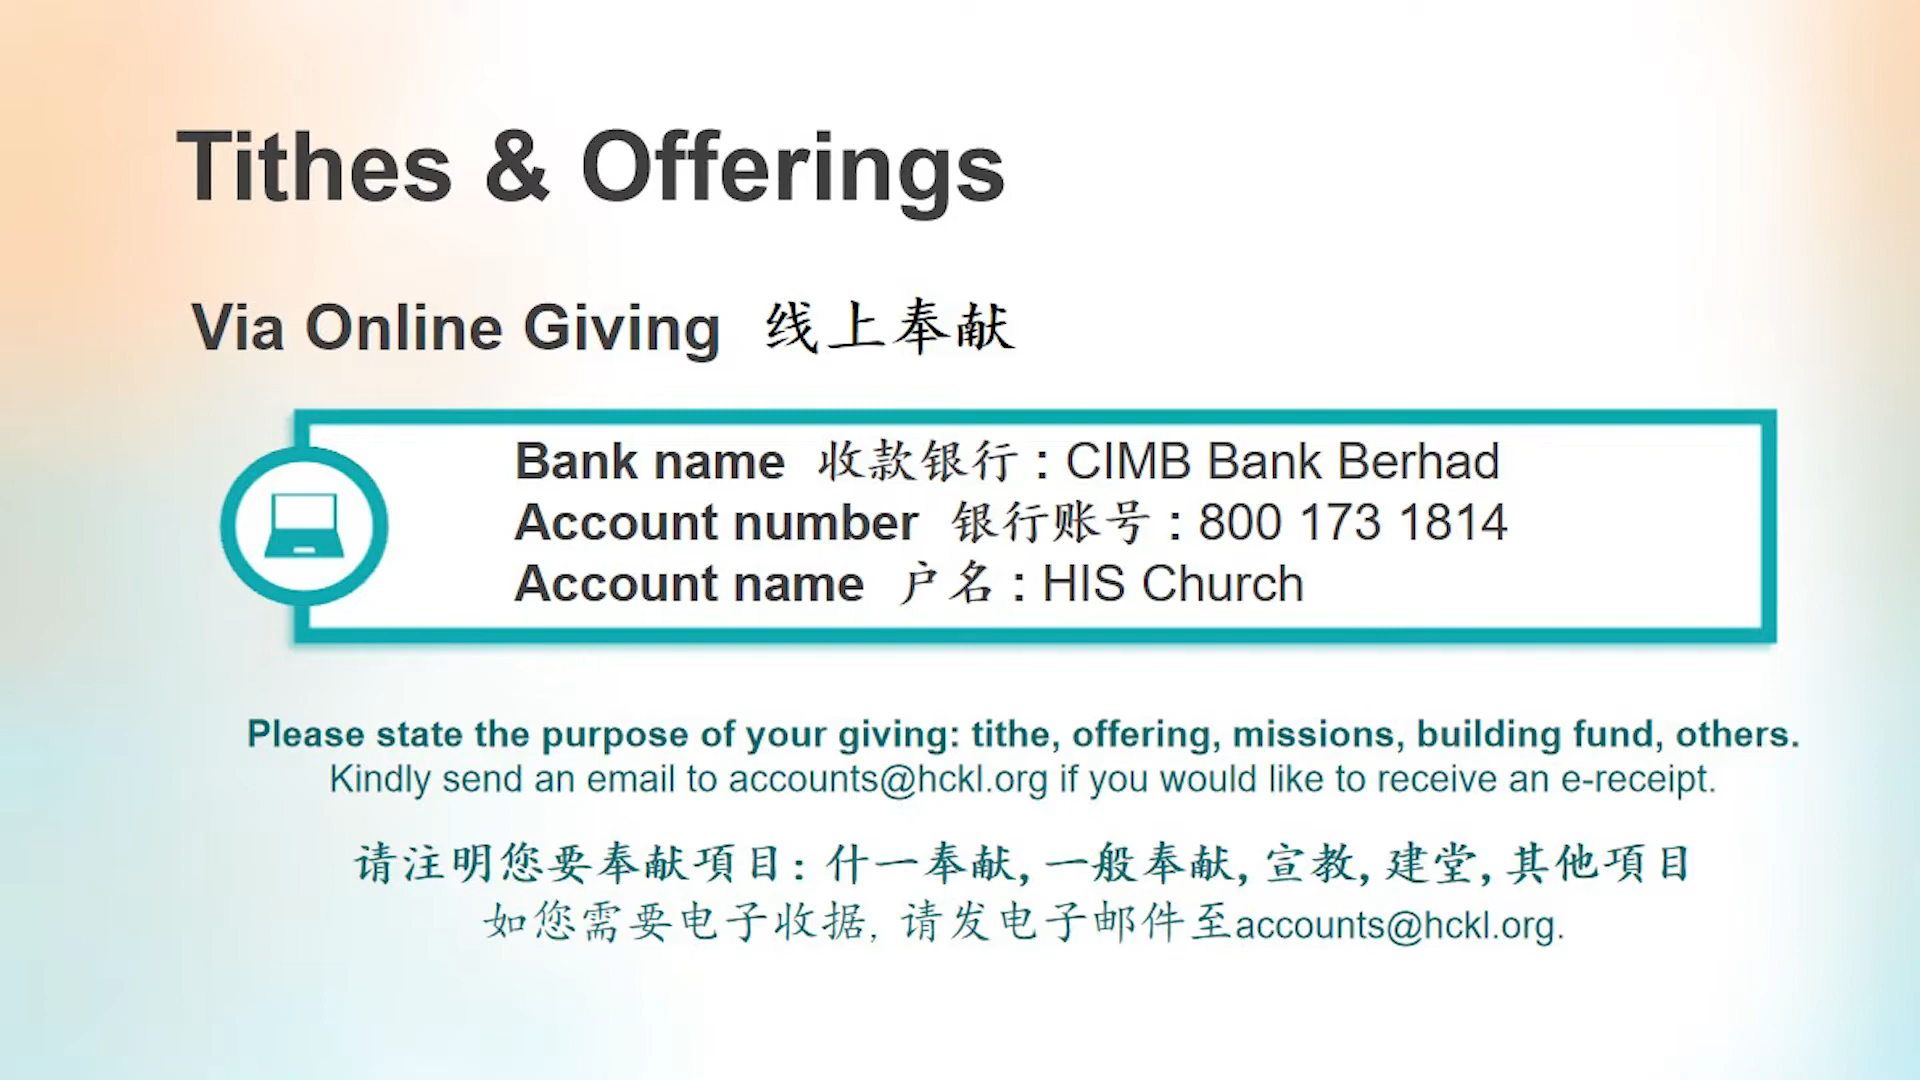 Tithes & Offerings
Via Online Giving 线上奉献
Bank name 收款银行 : CIMB Bank Berhad
Account number 银行账号 : 800 173 1814
Account name 户名 : HIS Church
Please state the purpose of your giving: tithe, offering, missions, building fund, others.
Kindly send an email to accounts@hckl.org if you would like to receive an e-receipt.
请注明您要奉献項目: 什一奉献, 一般奉献, 宣教, 建堂, 其他項目
如您需要电子收据, 请发电子邮件至accounts@hckl.org.